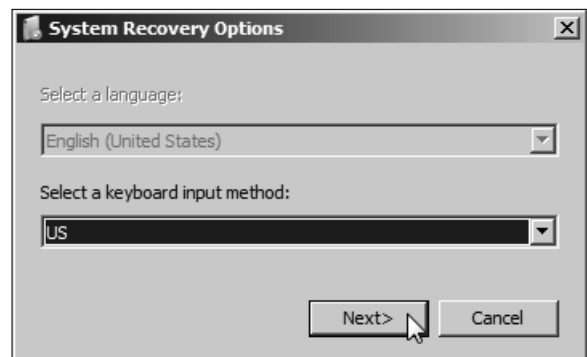 System Recovery Options
Select a language:
English (United States)
Select a keyboard input method:
US
Next> Cancel